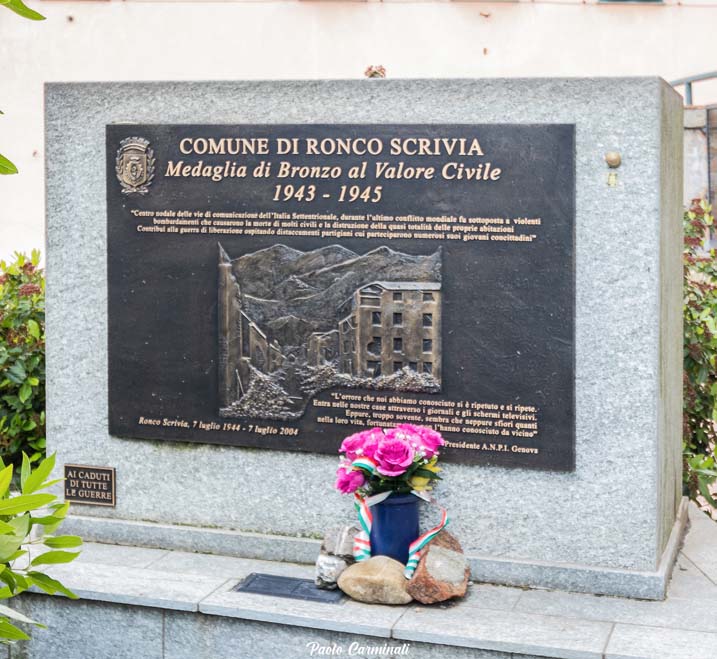 COMUNE DI RONCO SCRIVIA
Medaglia di Bronzo al Valore Civile
1943 - 1945
"Centro nodale delle vie di comunicazione dell'Italia Settentrionale, durante l'ultimo conflitto mondiale fu sottoposta a violenti
bombardamenti che causarono la morte di molti civili e la distruzione della quasi totalità delle proprie abitazioni
Contribuì alla guerra di liberazione ospitando distaccamenti partigiani cui parteciparono numerosi suoi giovani concittadini"
"L'orrore che noi abbiamo conosciuto si è ripetuto e si ripete.
Entra nelle nostre case attraverso i giornali e gli schermi televisivi.
Eppure, troppo sovente, sembra che neppure sfiori quanti
nella loro vita, l'hanno conosciuto da vicino"
Presidente A.N.P.I. Genova
Ronco Scrivia, 7 luglio 1944 - 7 luglio 2004
AI CADUTI
DI TUTTE
LE GUERRE
Paolo Carminati